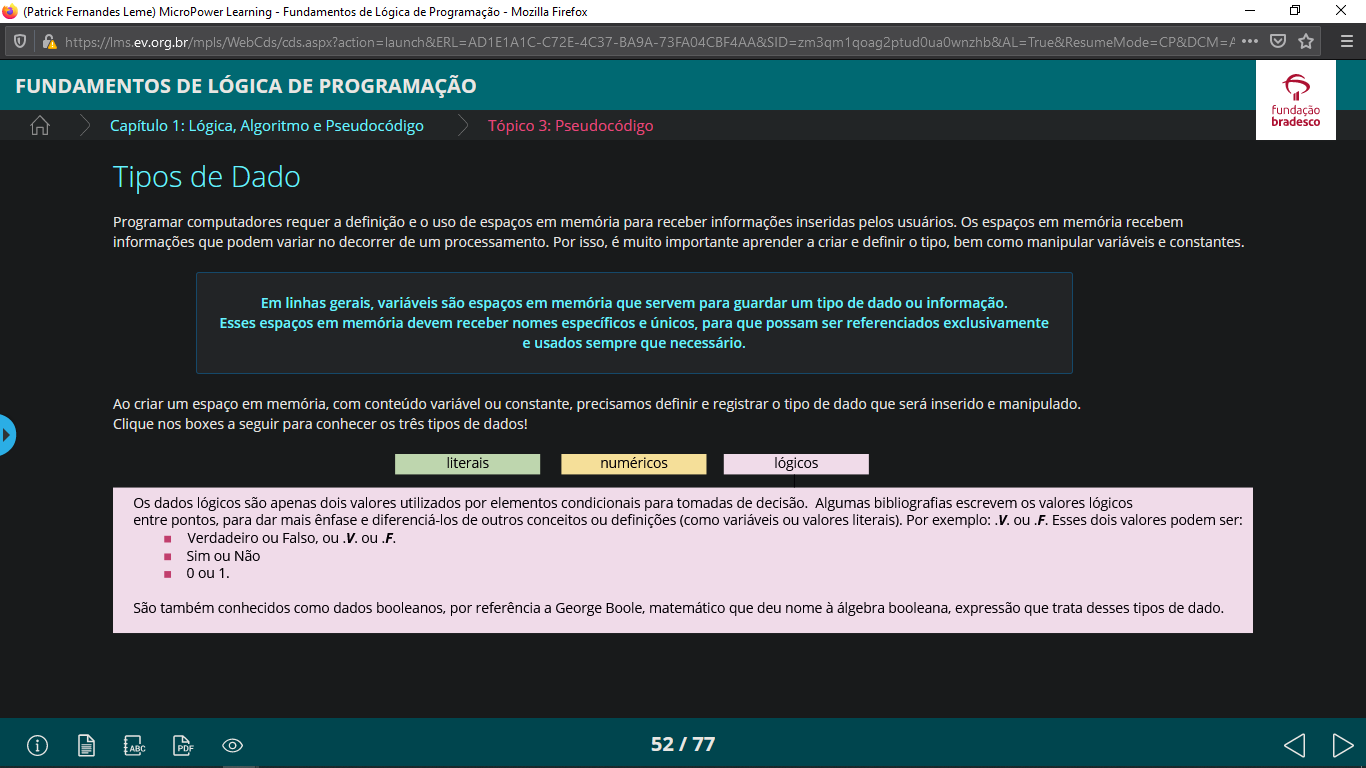 (Patrick Fernandes Leme) MicroPower Learning - Fundamentos de Lógica de Programação - Mozilla Firefox
https://lms.ev.org.br/mpls/WebCds/cds.aspx?action=launch&ERL=AD1E1A1C-C72E-4C37-BA9A-73FA04CBF4AA&SID=zm3qm1qoag2ptud0ua0wnzhb&AL=True&ResumeMode=CP&DCM=A
FUNDAMENTOS DE LÓGICA DE PROGRAMAÇÃO
fundação
bradesco
Capítulo 1: Lógica, Algoritmo e Pseudocódigo Tópico 3: Pseudocódigo
Tipos de Dado
Programar computadores requer a definição e o uso de espaços em memória para receber informações inseridas pelos usuários. Os espaços em memória recebem
informações que podem variar no decorrer de um processamento. Por isso, é muito importante aprender a criar e definir o tipo, bem como manipular variáveis e constantes.
Em linhas gerais, variáveis são espaços em memória que servem para guardar um tipo de dado ou informação.
Esses espaços em memória devem receber nomes específicos e únicos, para que possam ser referenciados exclusivamente
e usados sempre que necessário.
Ao criar um espaço em memória, com conteúdo variável ou constante, precisamos definir e registrar o tipo de dado que será inserido e manipulado.
Clique nos boxes a seguir para conhecer os três tipos de dados!
literais numéricos lógicos
Os dados lógicos são apenas dois valores utilizados por elementos condicionais para tomadas de decisão. Algumas bibliografias escrevem os valores lógicos
entre pontos, para dar mais ênfase e diferenciá-los de outros conceitos ou definições (como variáveis ou valores literais). Por exemplo: .V. ou .F. Esses dois valores podem ser:
Verdadeiro ou Falso, ou .V. ou .F.
Sim ou Não
0 ou 1.
São também conhecidos como dados booleanos, por referência a George Boole, matemático que deu nome à álgebra booleana, expressão que trata desses tipos de dado.
ABC PDF 52 / 77